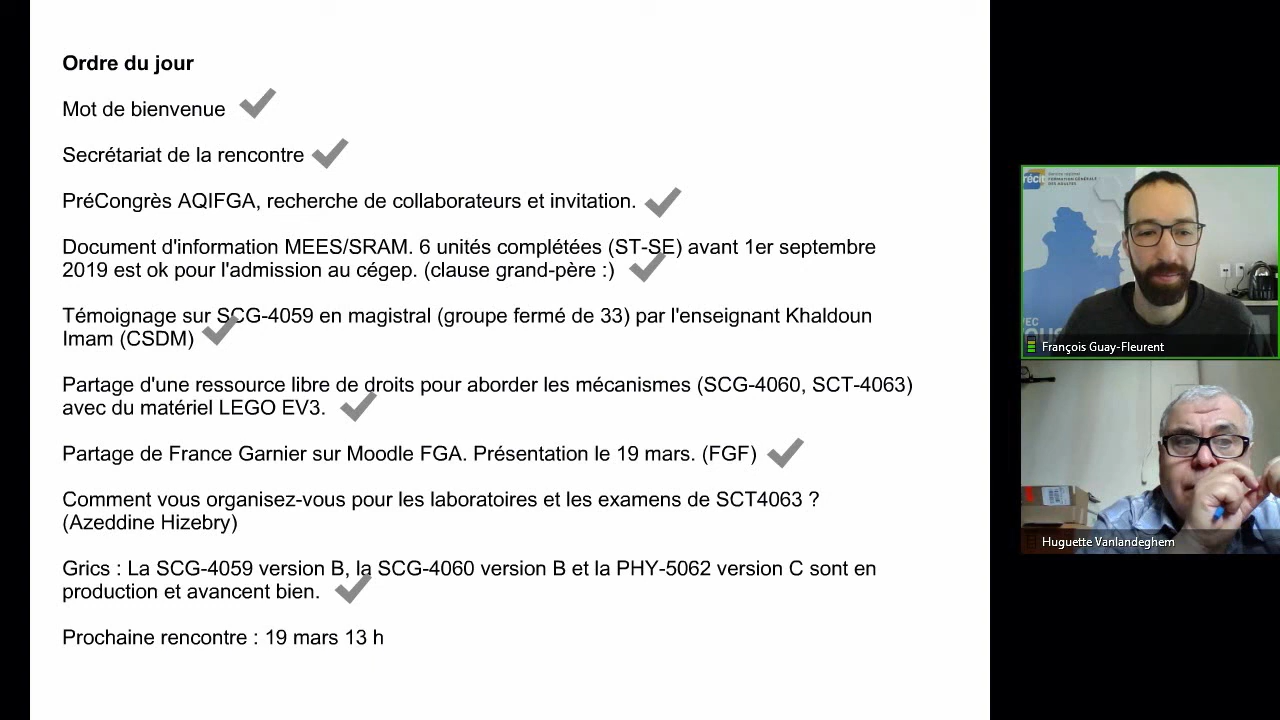 Ordre du jour
Mot de bienvenue
Secrétariat de la rencontre
PréCongrès AQIFGA, recherche de collaborateurs et invitation.
Document d'information MEES/SRAM. 6 unités complétées (ST-SE) avant 1er septembre
2019 est ok pour l'admission au cégep. (clause grand-père :)
Témoignage sur SCG-4059 en magistral (groupe fermé de 33) par l'enseignant Khaldoun
Imam (CSDM)
Partage d'une ressource libre de droits pour aborder les mécanismes (SCG-4060, SCT-4063)
avec du matériel LEGO EV3.
Partage de France Garnier sur Moodle FGA. Présentation le 19 mars. (FGF)
Comment vous organisez-vous pour les laboratoires et les examens de SCT4063 ?
(Azeddine Hizebry)
Grics : La SCG-4059 version B, la SCG-4060 version B et la PHY-5062 version C sont en
production et avancent bien.
Prochaine rencontre : 19 mars 13 h
récit
FORMATION GÉNÉRALE
DES ADULTES
François Guay-Fleurent
Huguette Vanlandeghem